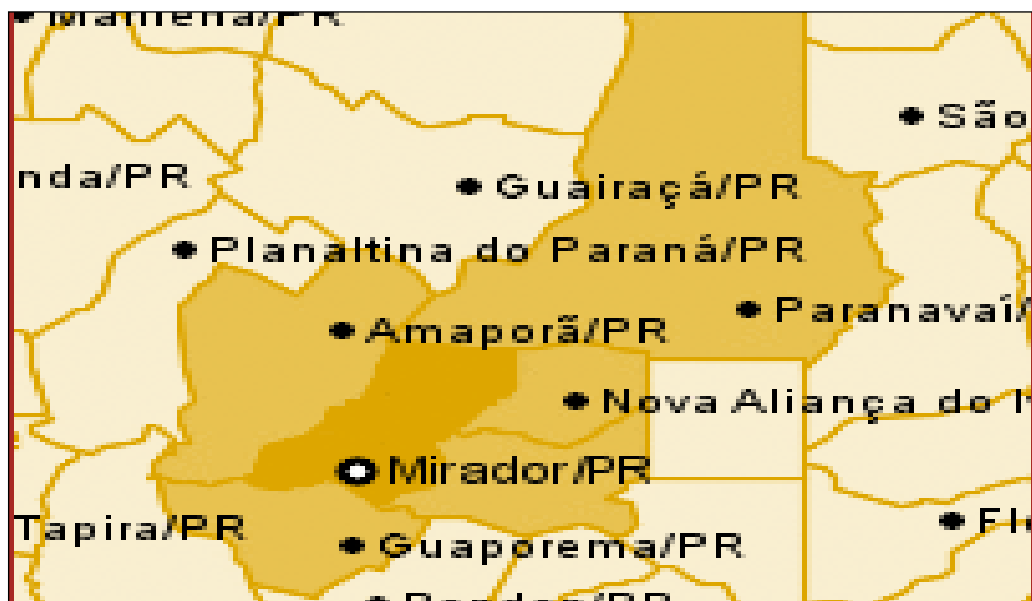 nda/PR
Guairaçá/PR
Planaltina do Paraná/PR
São
Paranavaí/
Amaporã/PR
Nova Aliança do
Mirador/PR
Tapira/PR
Guaporema/PR